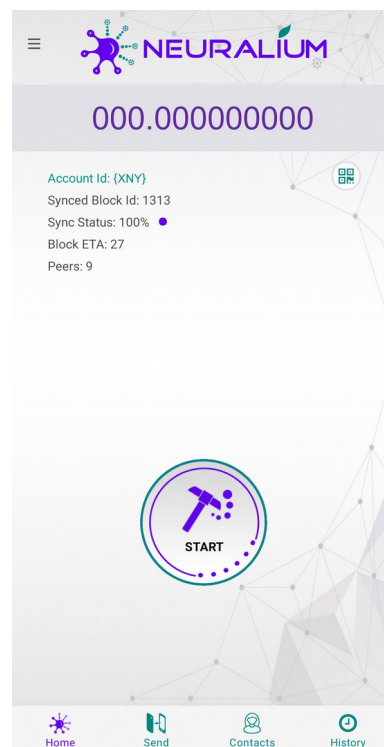 NEURALIUM
000.000000000
Account Id: {XNY}
Synced Block Id: 1313
Sync Status: 100%
Block ETA: 27
Peers: 9
START
Home Send Contacts History